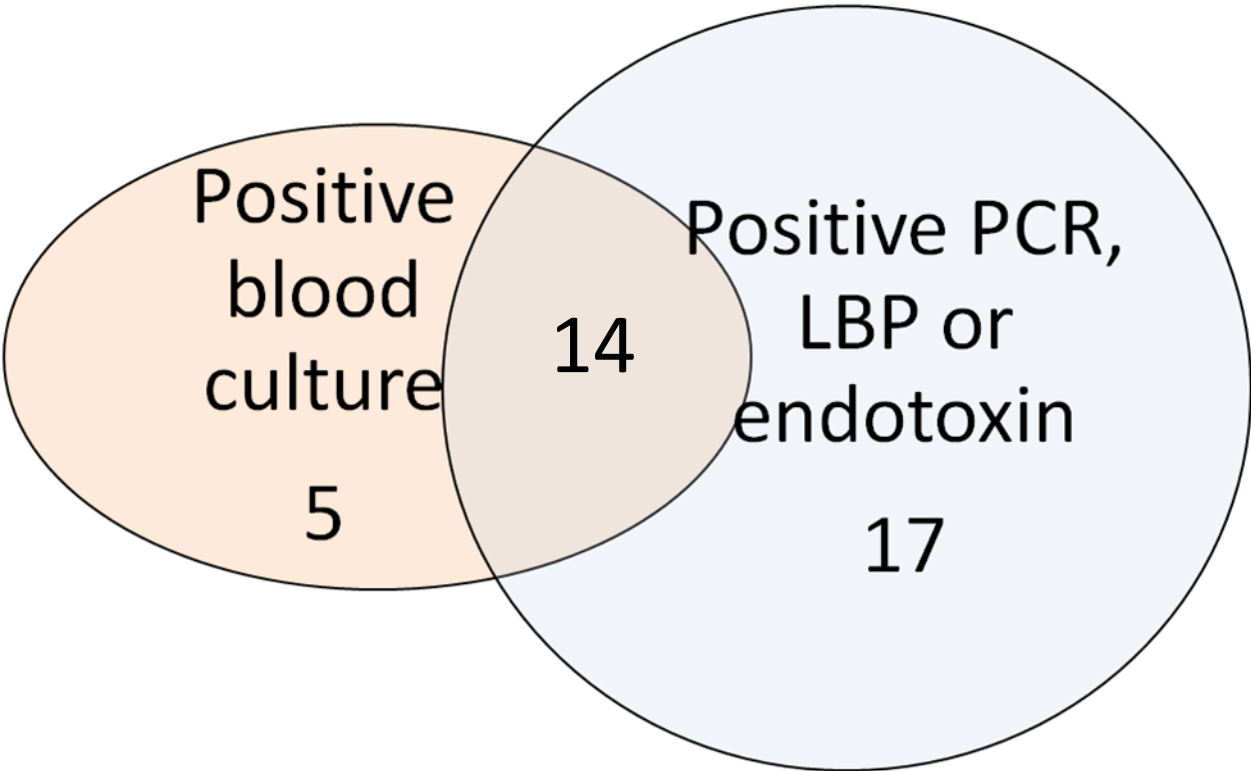 Positive
blood
culture
5
14
Positive PCR,
LBP or
endotoxin
17